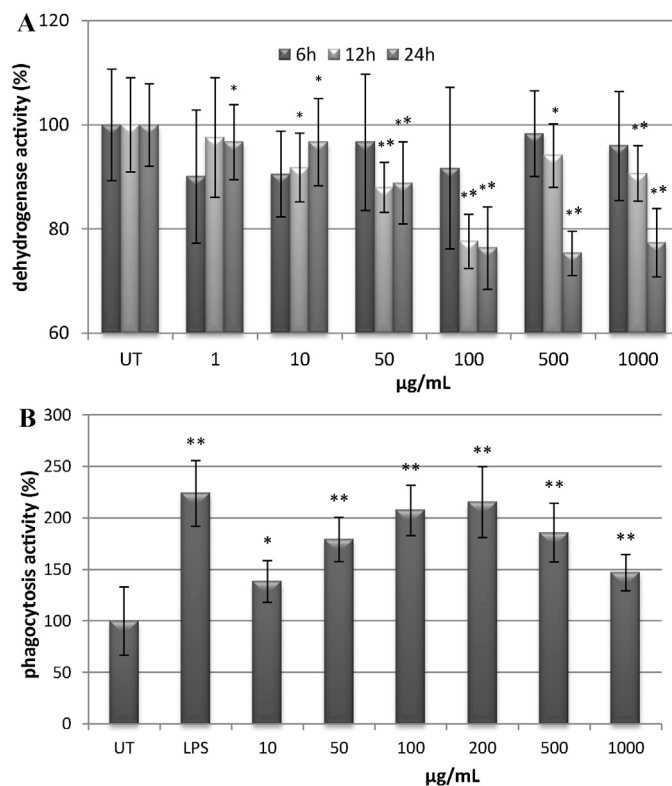 A
120
100
80
60
dehydrogenase activity (%)
6h 12h 24h
* * * ** ** ** ** * ** ** **
UT 1 10 50 100 500 1000
µg/mL
B
300
250
200
150
100
50
0
phagocytosis activity (%)
** * ** ** ** ** **
UT LPS 10 50 100 200 500 1000
µg/mL